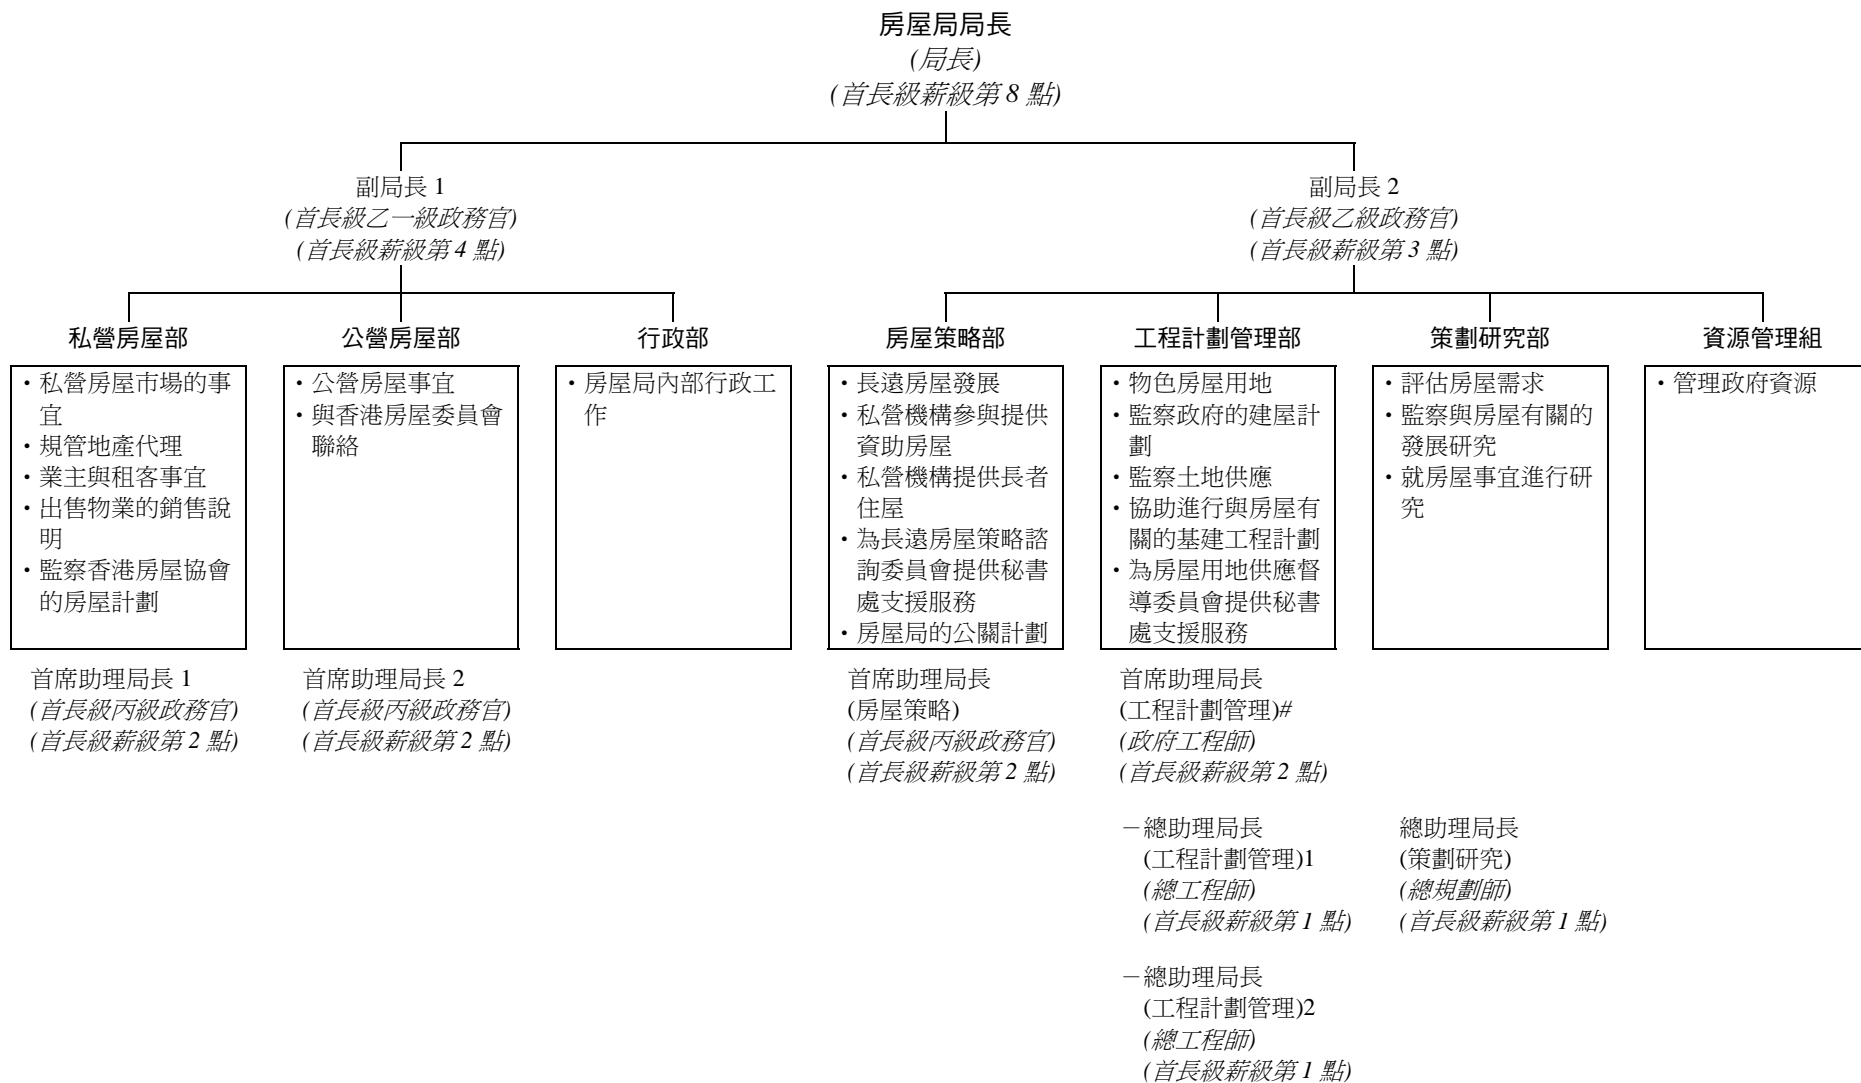 房屋局局長
(局長)
(首長級薪級第 8 點)
副局長 1
(首長級乙一級政務官)
(首長級薪級第 4 點)
副局長 2
(首長級乙級政務官)
(首長級薪級第 3 點)
私營房屋部
・私營房屋市場的事
宜
・規管地產代理
・業主與租客事宜
・出售物業的銷售說
明
・監察香港房屋協會
的房屋計劃
首席助理局長 1
(首長級丙級政務官)
(首長級薪級第 2 點)
公營房屋部
・公營房屋事宜
・與香港房屋委員會
聯絡
首席助理局長 2
(首長級丙級政務官)
(首長級薪級第 2 點)
行政部
・房屋局內部行政工
作
房屋策略部
・長遠房屋發展
・私營機構參與提供
資助房屋
・私營機構提供長者
住屋
・為長遠房屋策略諮
詢委員會提供秘書
處支援服務
・房屋局的公關計劃
首席助理局長
(房屋策略)
(首長級丙級政務官)
(首長級薪級第 2 點)
工程計劃管理部
・物色房屋用地
・監察政府的建屋計
劃
・監察土地供應
・協助進行與房屋有
關的基建工程計劃
・為房屋用地供應督
導委員會提供秘書
處支援服務
首席助理局長
(工程計劃管理)#
(政府工程師)
(首長級薪級第 2 點)
－總助理局長
(工程計劃管理)1
(總工程師)
(首長級薪級第 1 點)
－總助理局長
(工程計劃管理)2
(總工程師)
(首長級薪級第 1 點)
策劃研究部
・評估房屋需求
・監察與房屋有關的
發展研究
・就房屋事宜進行研
究
總助理局長
(策劃研究)
(總規劃師)
(首長級薪級第 1 點)
資源管理組
・管理政府資源